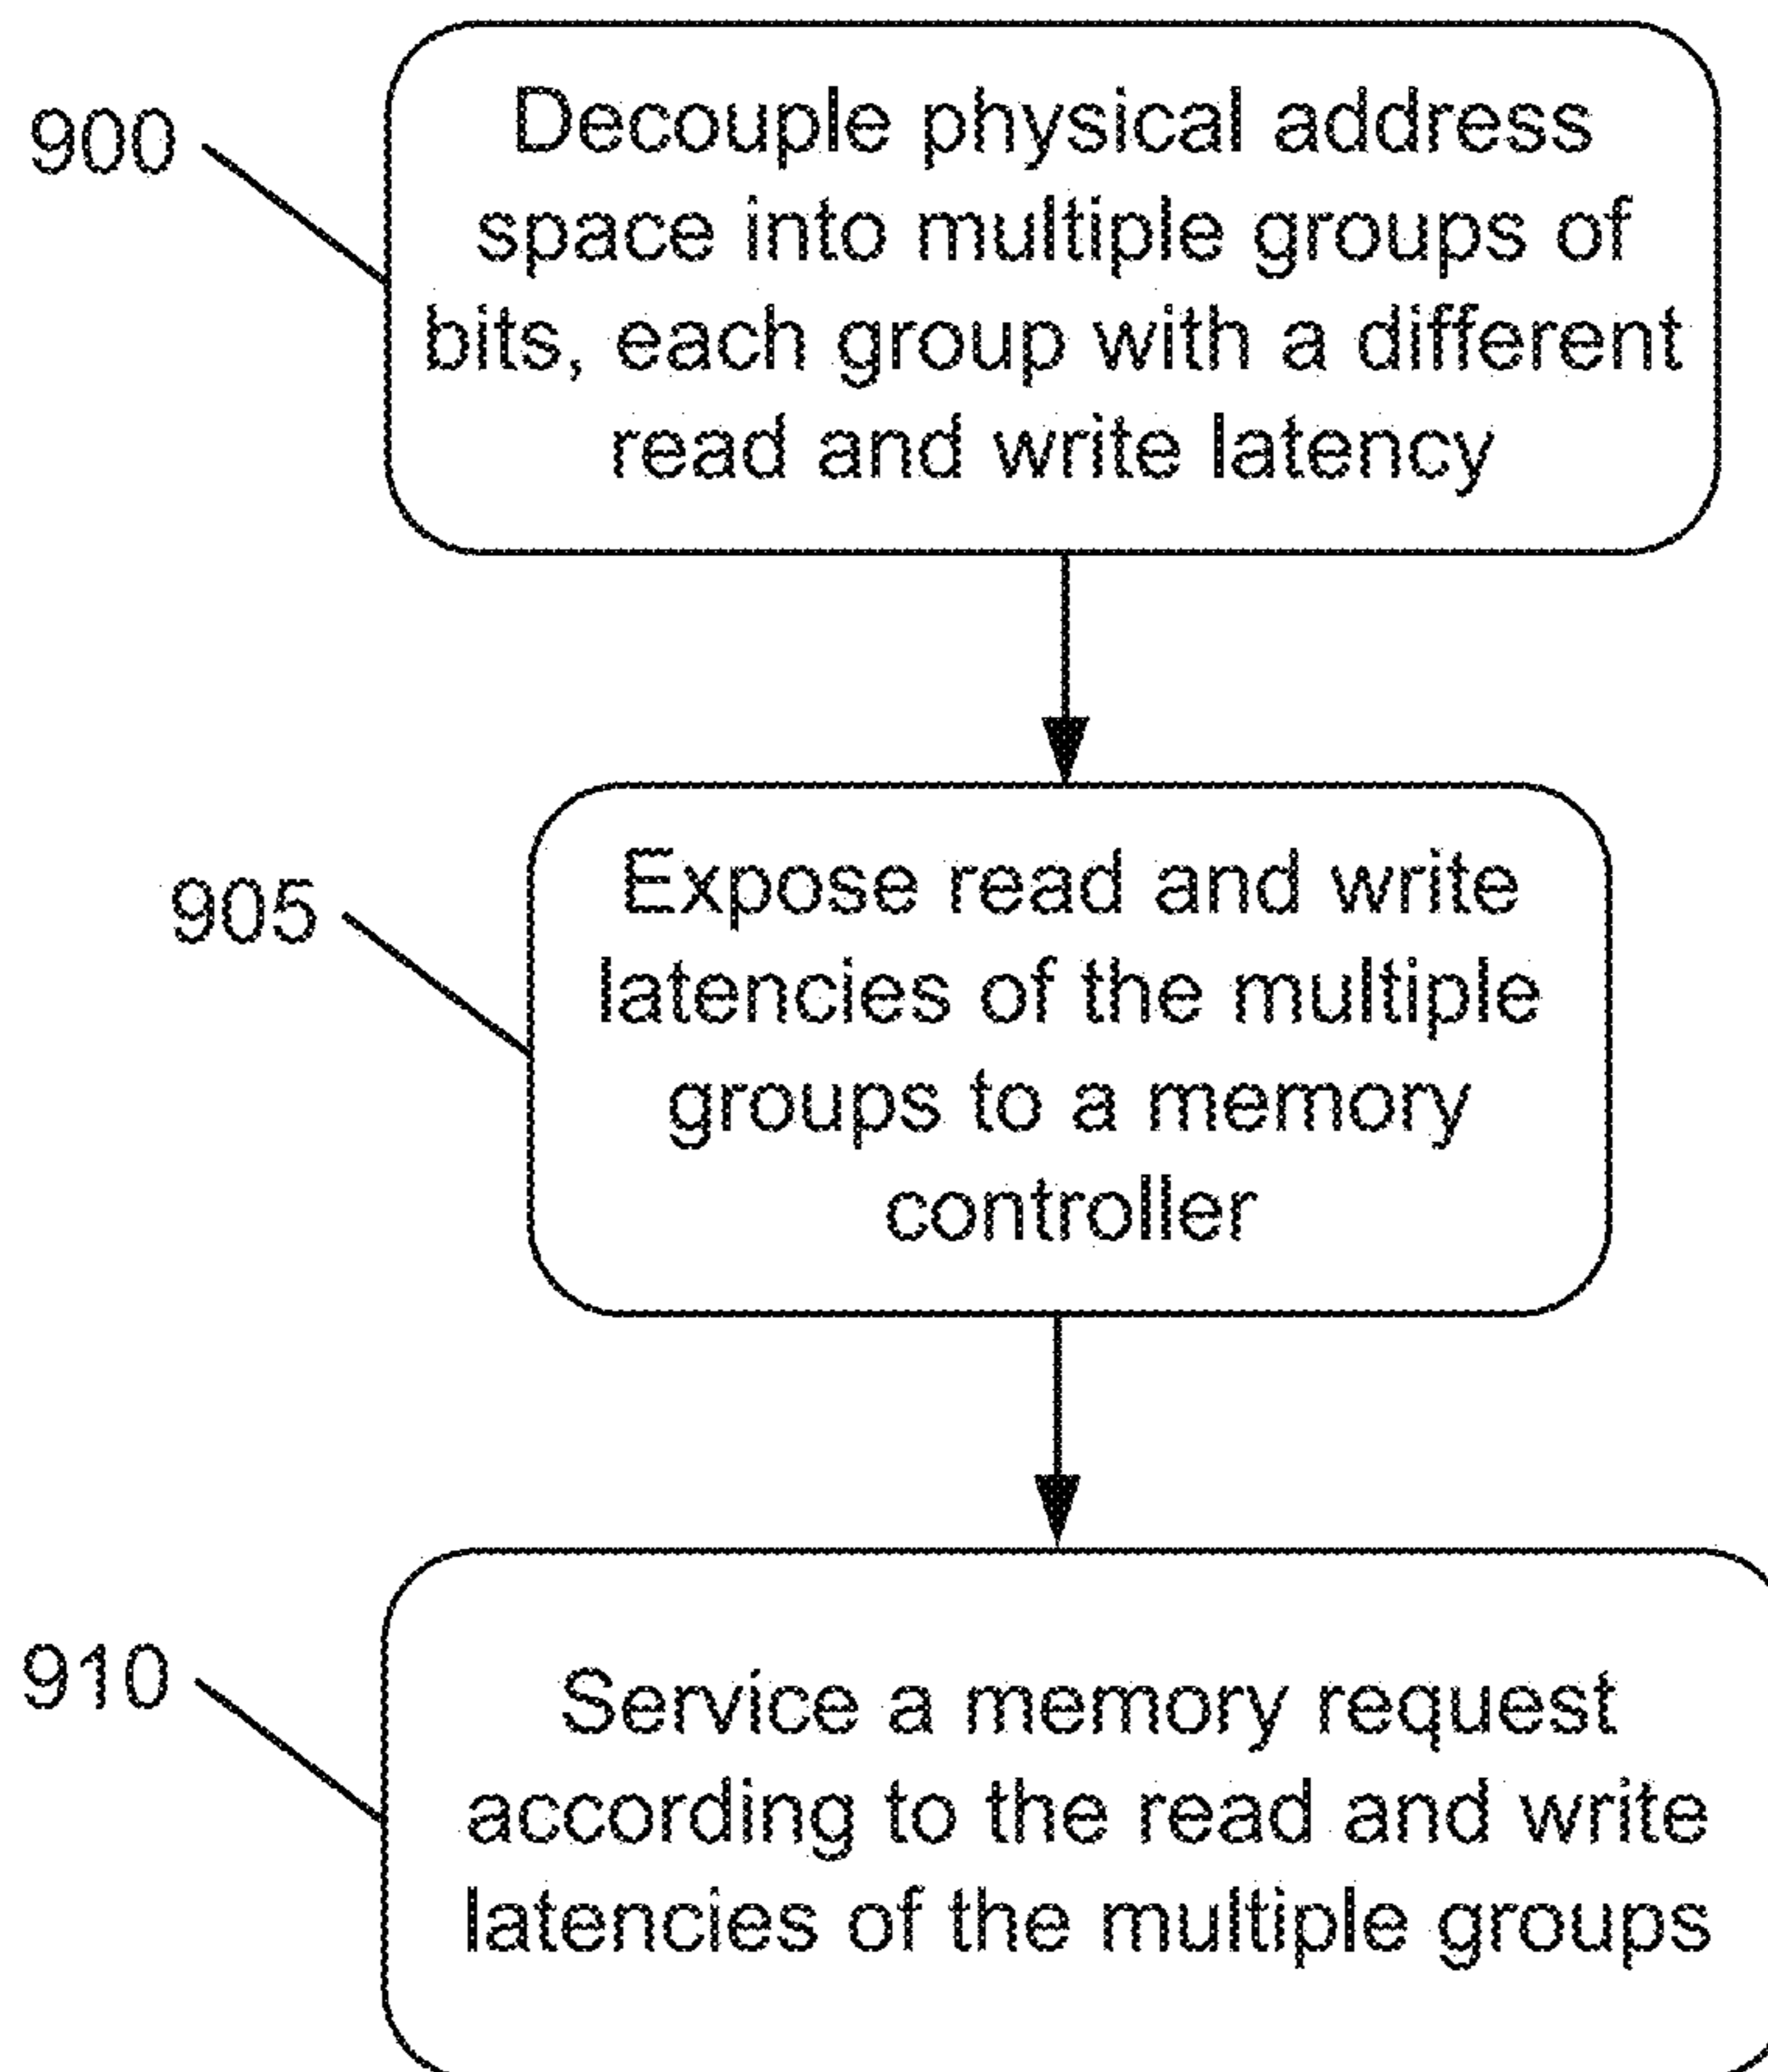 900
Decouple physical address
space into multiple groups of
bits, each group with a different
read and write latency
905
Expose read and write
latencies of the multiple
groups to a memory
controller
910
Service a memory request
according to the read and write
latencies of the multiple groups